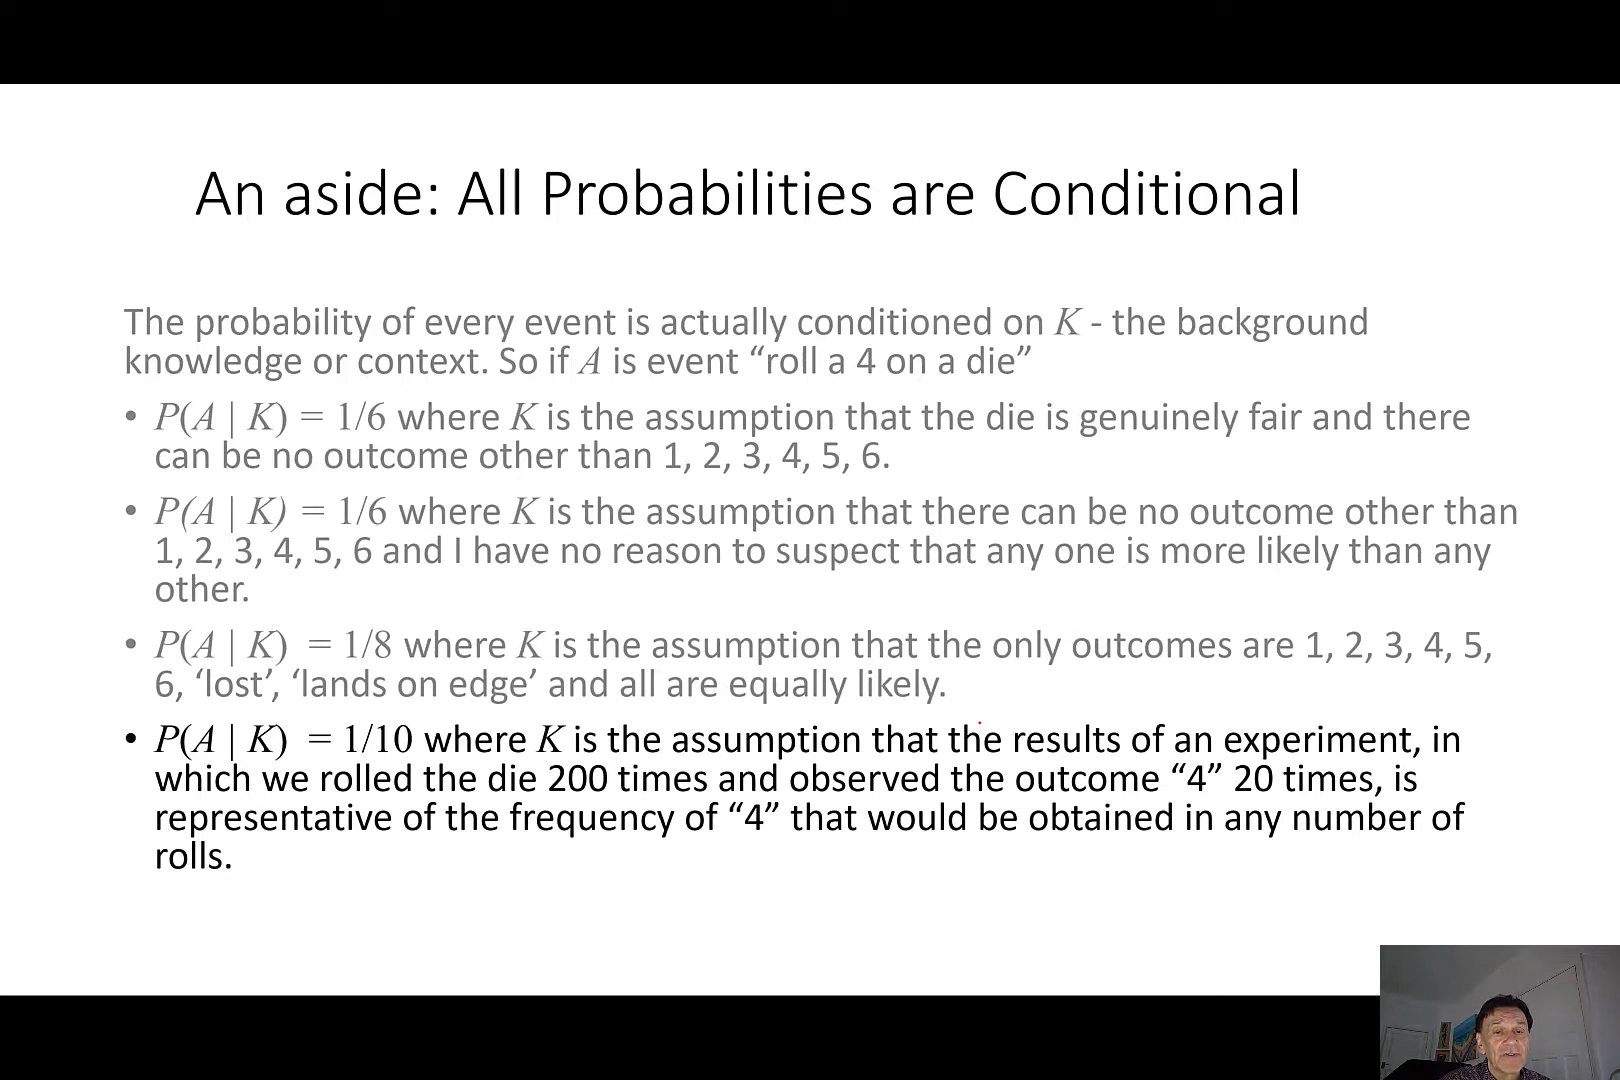 An aside: All Probabilities are Conditional
The probability of every event is actually conditioned on K - the background
knowledge or context. So if A is event “roll a 4 on a die”
• P(A | K) = 1/6 where K is the assumption that the die is genuinely fair and there
can be no outcome other than 1, 2, 3, 4, 5, 6.
• P(A | K) = 1/6 where K is the assumption that there can be no outcome other than
1, 2, 3, 4, 5, 6 and I have no reason to suspect that any one is more likely than any
other.
• P(A | K) = 1/8 where K is the assumption that the only outcomes are 1, 2, 3, 4, 5,
6, ‘lost’, ‘lands on edge’ and all are equally likely.
• P(A | K) = 1/10 where K is the assumption that the results of an experiment, in
which we rolled the die 200 times and observed the outcome “4” 20 times, is
representative of the frequency of “4” that would be obtained in any number of
rolls.